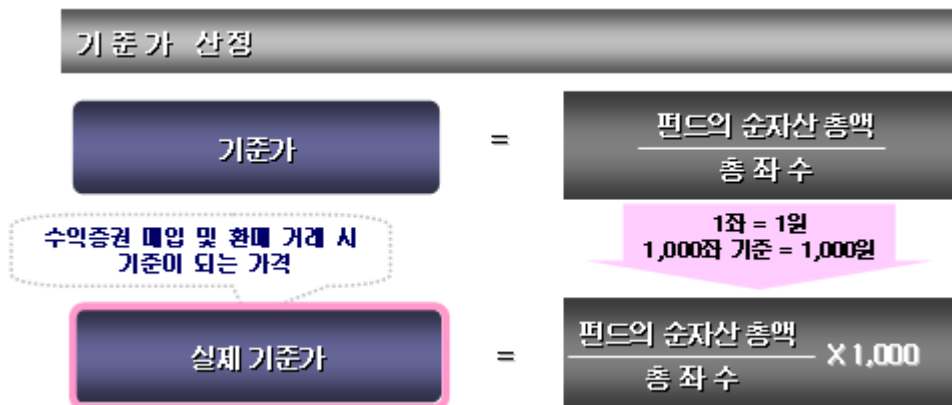 기준가 산정
기준가
=
펀드의 순자산 총액
총 좌 수
수익증권 매입 및 환매 거래 시
기준이 되는 가격
1좌 = 1원
1,000좌 기준 = 1,000원
실제 기준가
=
펀드의 순자산 총액
총 좌 수
X 1,000